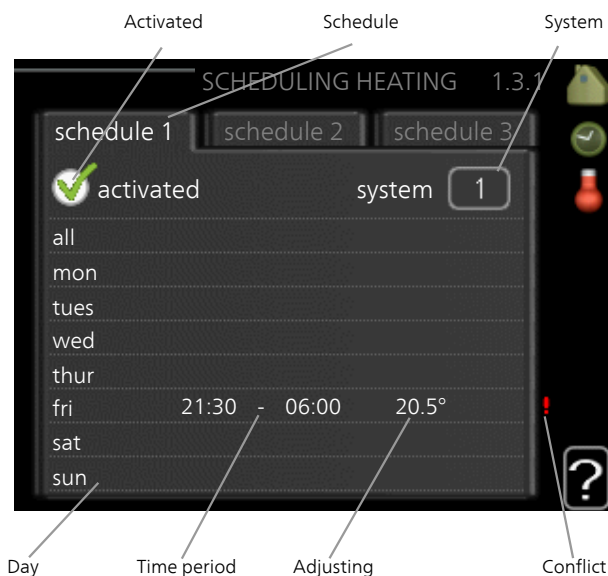 Activated Schedule System
SCHEDULING HEATING 1.3.1
schedule 1 schedule 2 schedule 3
activated system 1
all
mon
tues
wed
thur
fri 21:30 - 06:00 20.5° !
sat
sun
?
Day Time period Adjusting Conflict